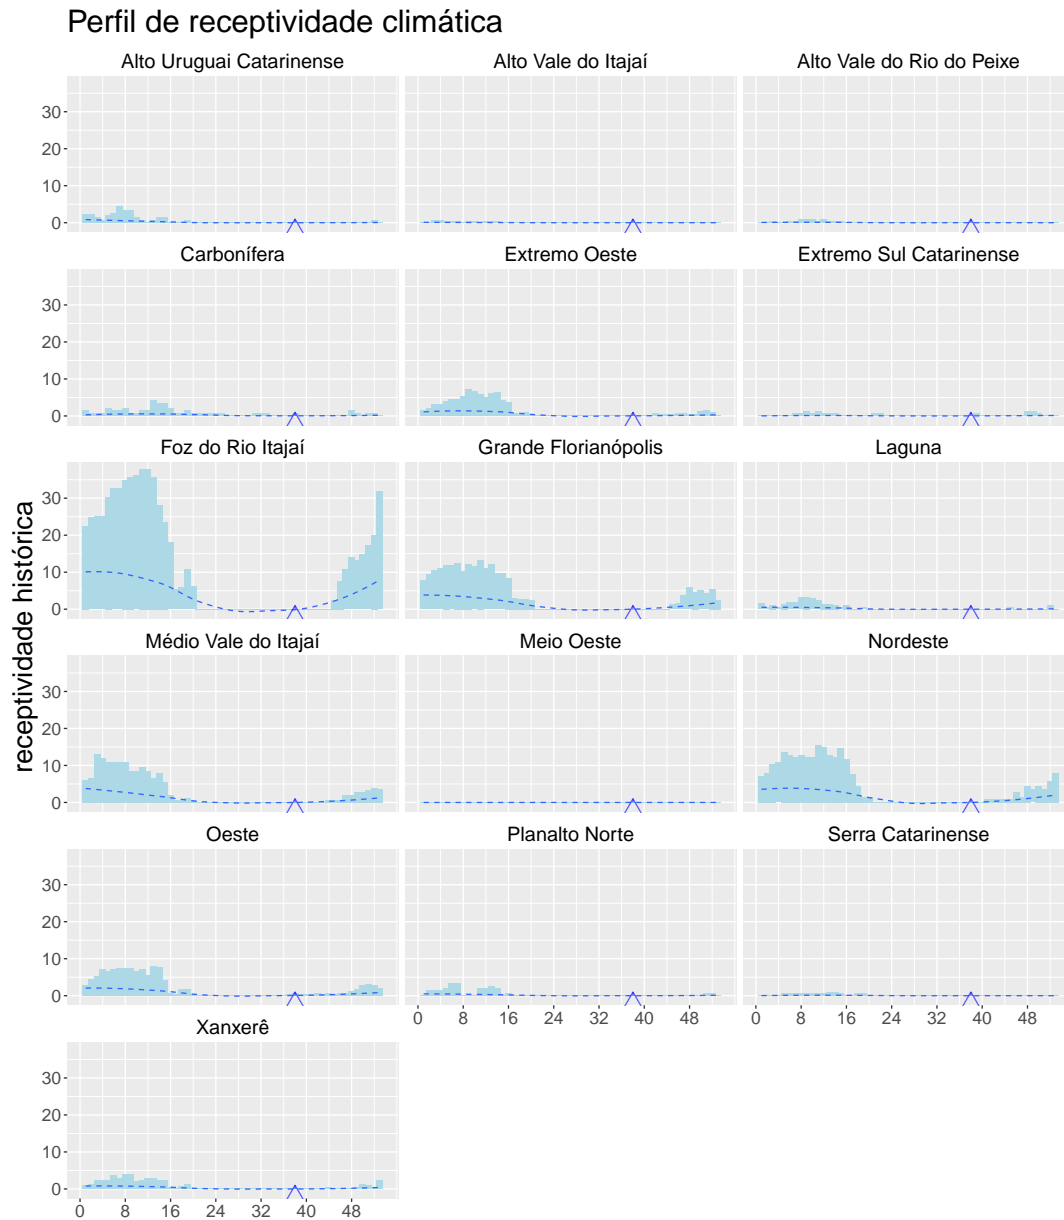 Perfil de receptividade climática
Alto Uruguai Catarinense
Alto Vale do Itajaí
Alto Vale do Rio do Peixe
30
20
10
0
Carbonífera
Extremo Oeste
Extremo Sul Catarinense
30
20
10
0
Foz do Rio Itajaí
Grande Florianópolis
Laguna
30
20
10
0
receptividade histórica
Médio Vale do Itajaí
Meio Oeste
Nordeste
30
20
10
0
Oeste
Planalto Norte
Serra Catarinense
30
20
10
0
0 8 16 24 32 40 48
0 8 16 24 32 40 48
Xanxerê
30
20
10
0
0 8 16 24 32 40 48